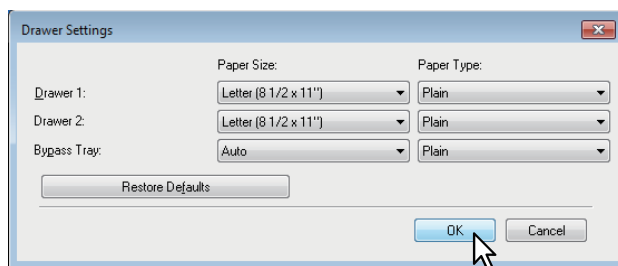 Drawer Settings
Paper Size: Paper Type:
Drawer 1: Letter (8 1/2 x 11") Plain
Drawer 2: Letter (8 1/2 x 11") Plain
Bypass Tray: Auto Plain
Restore Defaults
OK Cancel